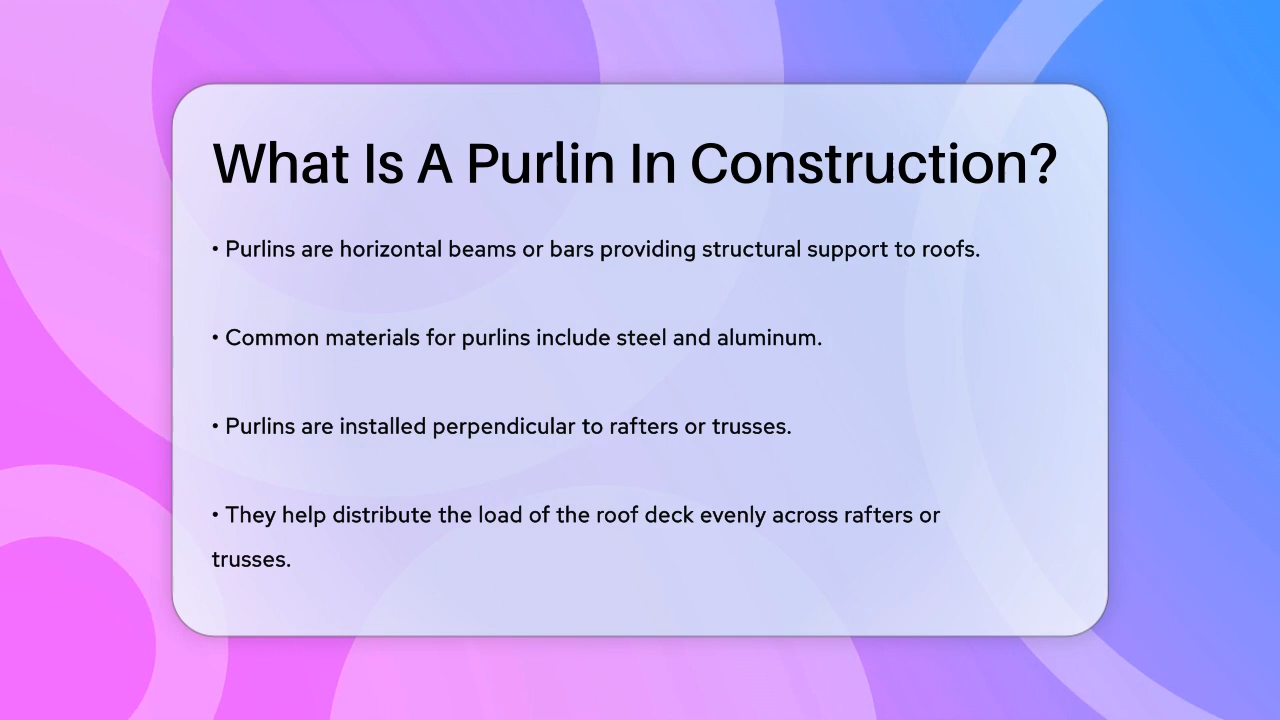 What Is A Purlin In Construction?
• Purlins are horizontal beams or bars providing structural support to roofs.
• Common materials for purlins include steel and aluminum.
• Purlins are installed perpendicular to rafters or trusses.
• They help distribute the load of the roof deck evenly across rafters or
trusses.